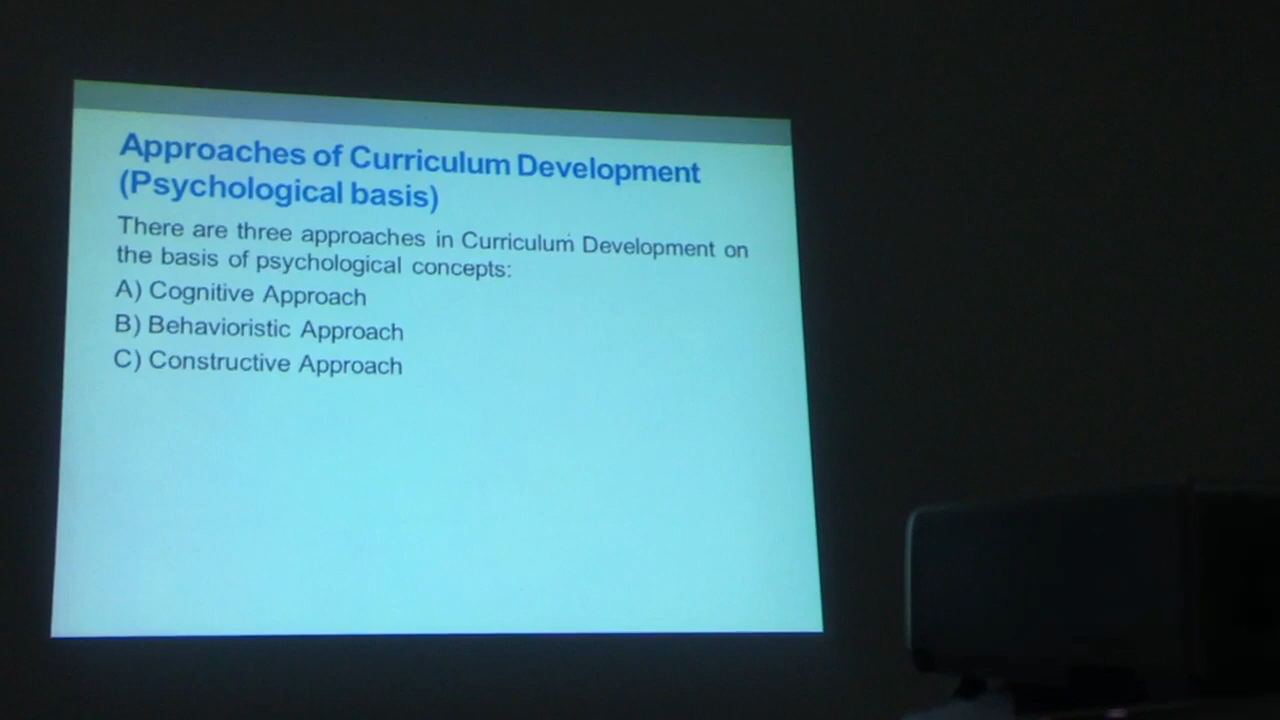 Approaches of Curriculum Development
(Psychological basis)
There are three approaches in Curriculum Development on
the basis of psychological concepts:
A) Cognitive Approach
B) Behavioristic Approach
C) Constructive Approach